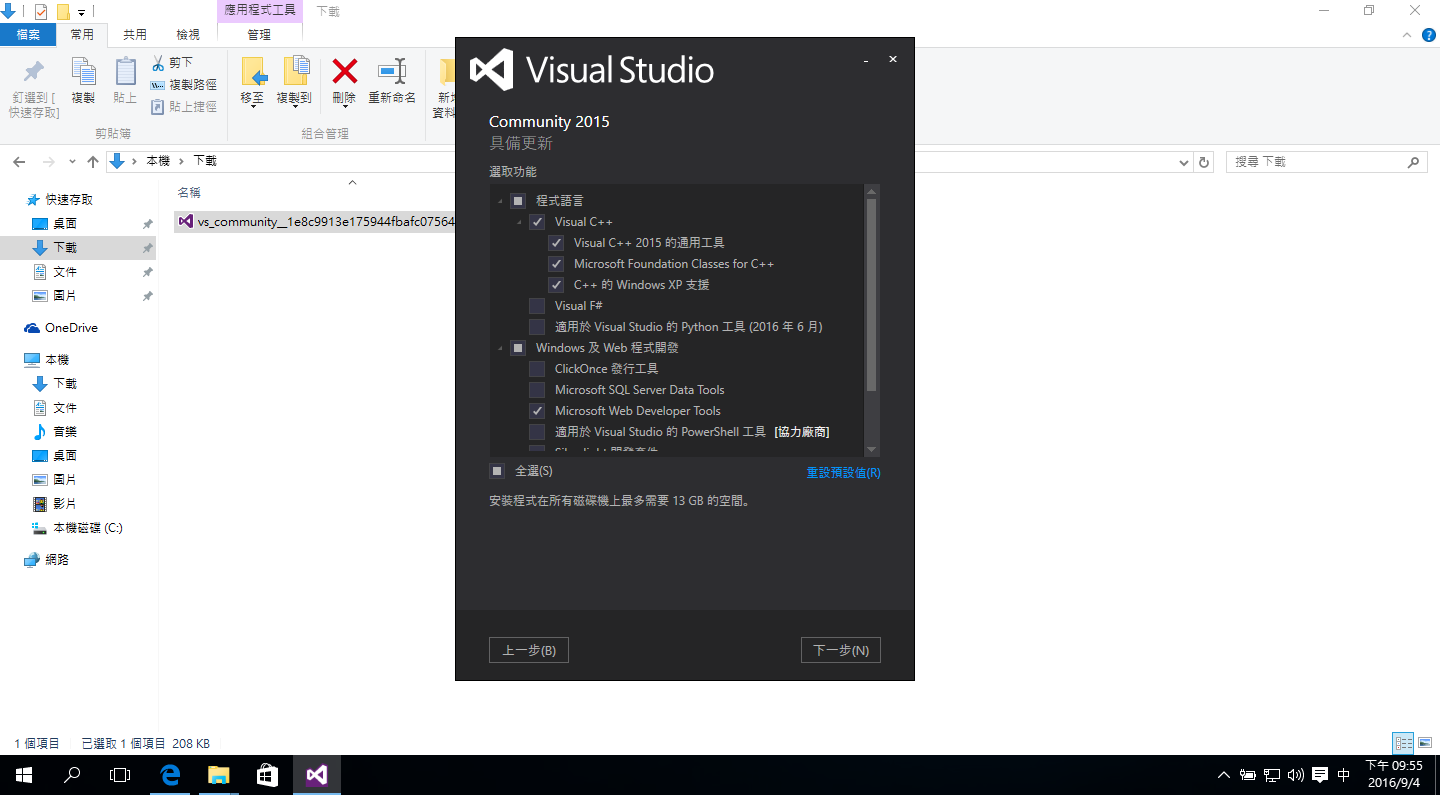 應用程式工具 下載
檔案 常用 共用 檢視 管理
釘選到 [
快速存取]
複製
貼上
剪下
複製路徑
貼上捷徑
剪貼簿
移至
複製到
刪除
重新命名
組合管理
新增
資料
本機 下載
搜尋 下載
快速存取
桌面
下載
文件
圖片
OneDrive
本機
下載
文件
音樂
桌面
圖片
影片
本機磁碟 (C:)
網路
名稱
vs_community__1e8c9913e175944fbafc07564
Visual Studio
Community 2015
具備更新
選取功能
程式語言
Visual C++
Visual C++ 2015 的通用工具
Microsoft Foundation Classes for C++
C++ 的 Windows XP 支援
Visual F#
適用於 Visual Studio 的 Python 工具 (2016 年 6 月)
Windows 及 Web 程式開發
ClickOnce 發行工具
Microsoft SQL Server Data Tools
Microsoft Web Developer Tools
適用於 Visual Studio 的 PowerShell 工具 [協力廠商]
Silverlight 開發套件
全選(S)
重設預設值(R)
安裝程式在所有磁碟機上最多需要 13 GB 的空間。
上一步(B)
下一步(N)
1 個項目 已選取 1 個項目 208 KB
中
下午 09:55
2016/9/4